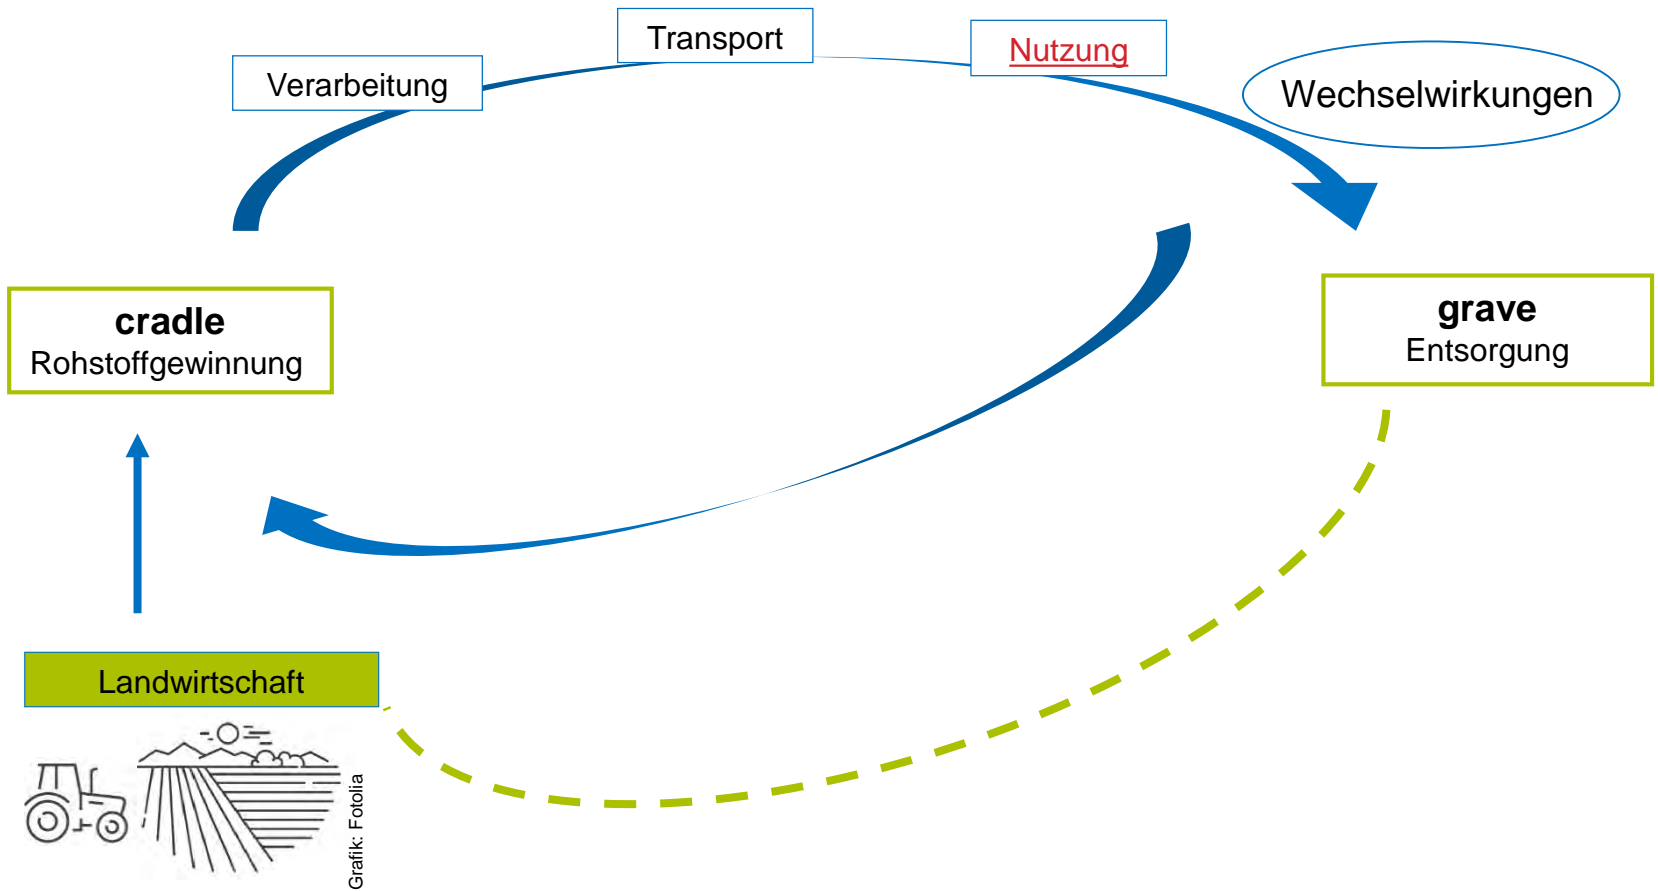 Transport
Nutzung
Verarbeitung
Wechselwirkungen
cradle
Rohstoffgewinnung
grave
Entsorgung
Landwirtschaft
Grafik: Fotolia